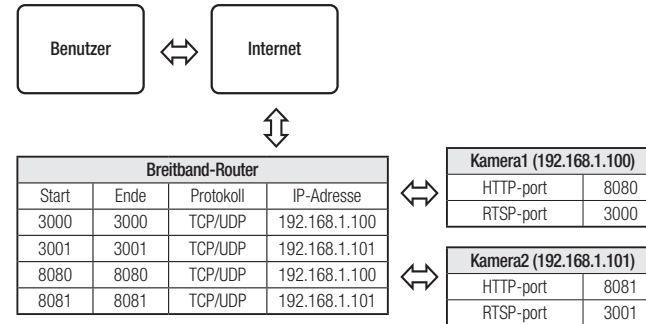 Benutzer
Internet
Breitband-Router
Start Ende Protokoll IP-Adresse
3000 3000 TCP/UDP 192.168.1.100
3001 3001 TCP/UDP 192.168.1.101
8080 8080 TCP/UDP 192.168.1.100
8081 8081 TCP/UDP 192.168.1.101
Kamera1 (192.168.1.100)
HTTP-port 8080
RTSP-port 3000
Kamera2 (192.168.1.101)
HTTP-port 8081
RTSP-port 3001